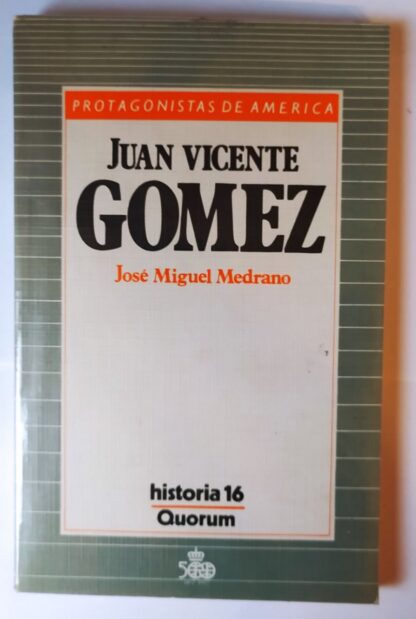 PROTAGONISTAS DE AMERICA
JUAN VICENTE
GOMEZ
José Miguel Medrano
historia 16
Quorum